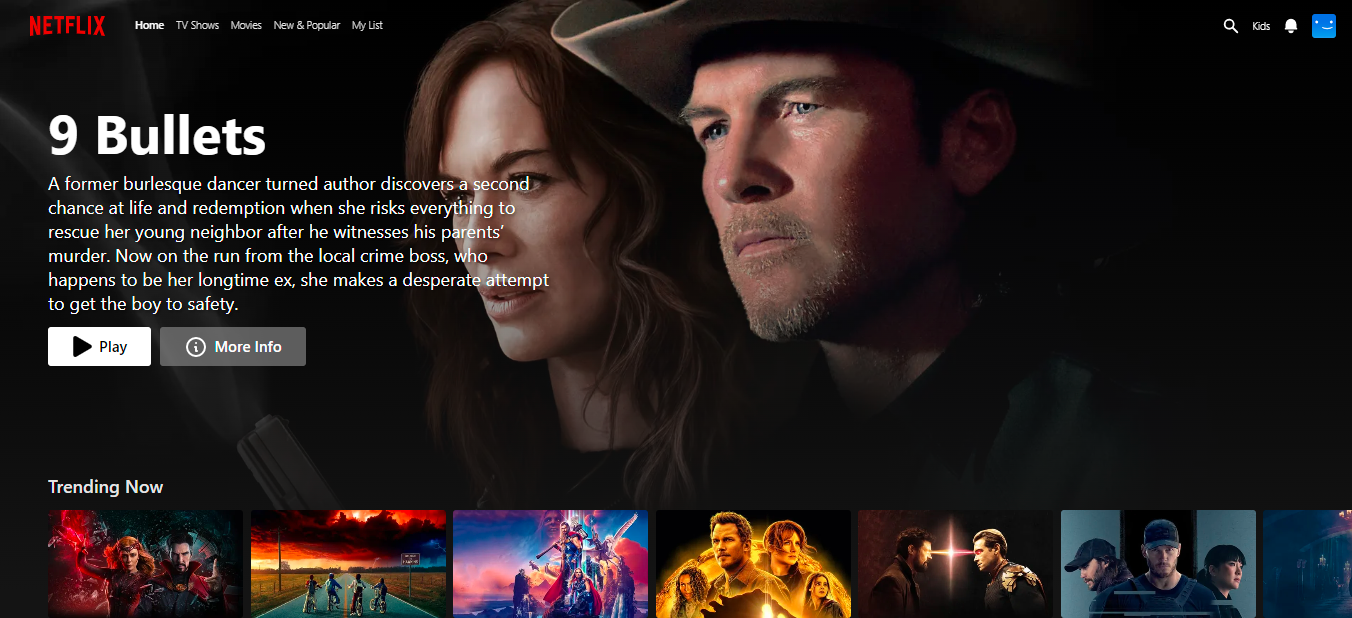 NETFLIX
Home TV Shows Movies New & Popular My List
Kids
9 Bullets
A former burlesque dancer turned author discovers a second
chance at life and redemption when she risks everything to
rescue her young neighbor after he witnesses his parents’
murder. Now on the run from the local crime boss, who
happens to be her longtime ex, she makes a desperate attempt
to get the boy to safety.
Play
More Info
Trending Now